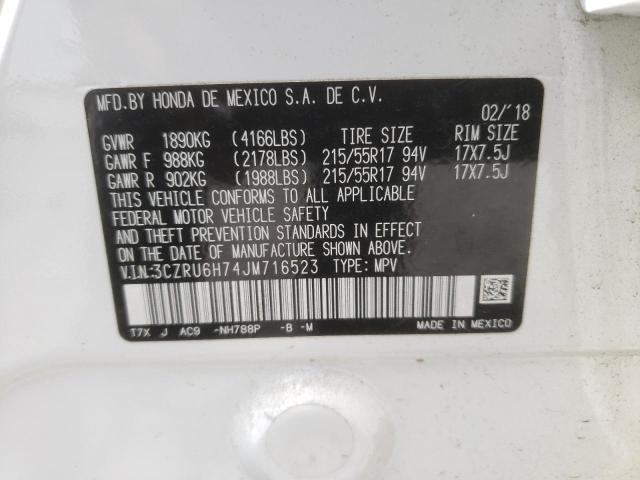 MFD.BY HONDA DE MEXICO S.A. DE C.V.
02/'18
GVWR 1890KG (4166LBS) TIRE SIZE RIM SIZE
GAWR F 988KG (2178LBS) 215/55R17 94V 17X7.5J
GAWR R 902KG (1988LBS) 215/55R17 94V 17X7.5J
THIS VEHICLE CONFORMS TO ALL APPLICABLE
FEDERAL MOTOR VEHICLE SAFETY
AND THEFT PREVENTION STANDARDS IN EFFECT
ON THE DATE OF MANUFACTURE SHOWN ABOVE.
V.I.N:3CZRU6H74JM716523 TYPE: MPV
T7X J AC9 -NH788P -B -M MADE IN MEXICO